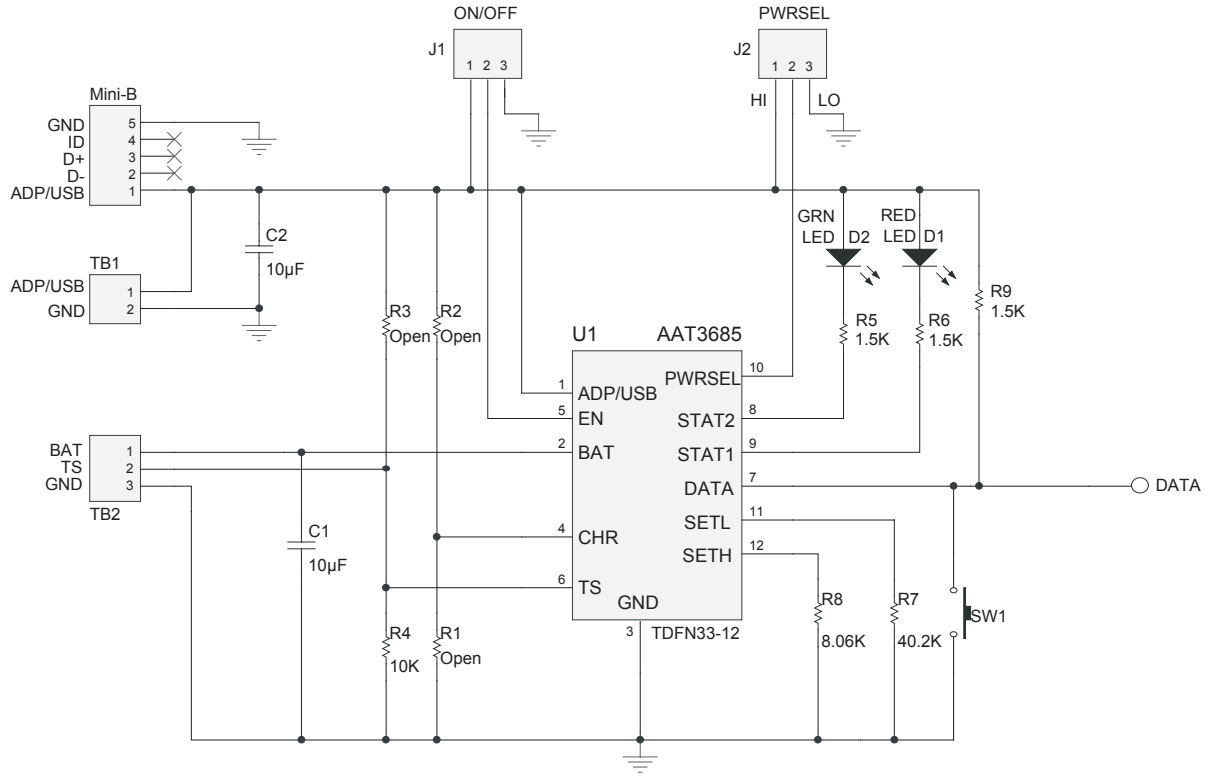 ON/OFF
J1
1 2 3
PWRSEL
J2
1 2 3
HI
LO
Mini-B
GND 5
ID 4
D+ 3
D- 2
ADP/USB 1
C2
10µF
TB1
ADP/USB 1
GND 2
GRN
LED D2
RED
LED D1
R9
1.5K
R3
Open
R2
Open
R5
1.5K
R6
1.5K
U1 AAT3685
1 ADP/USB
5 EN
2 BAT
4 CHR
6 TS
GND
3
PWRSEL 10
STAT2 8
STAT1 9
DATA 7
SETL 11
SETH 12
TDFN33-12
DATA
BAT 1
TS 2
GND 3
TB2
C1
10µF
R4
10K
R1
Open
R8
8.06K
R7
40.2K
SW1